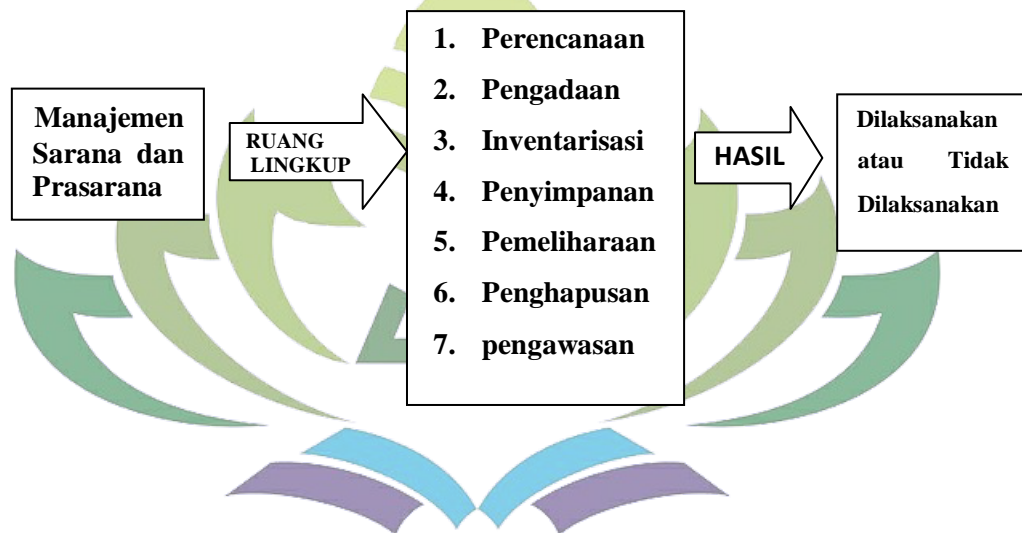 Manajemen
Sarana dan
Prasarana
RUANG
LINGKUP
1. Perencanaan
2. Pengadaan
3. Inventarisasi
4. Penyimpanan
5. Pemeliharaan
6. Penghapusan
7. pengawasan
HASIL
Dilaksanakan
atau Tidak
Dilaksanakan